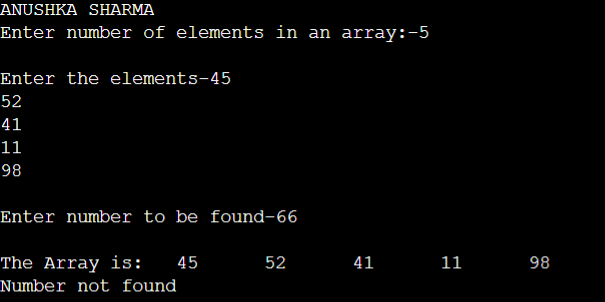 ANUSHKA SHARMA
Enter number of elements in an array:-5
Enter the elements-45
52
41
11
98
Enter number to be found-66
The Array is: 45 52 41 11 98
Number not found